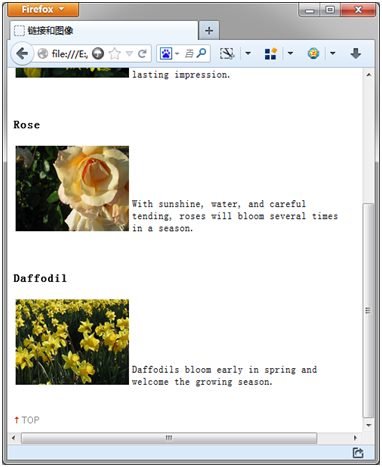 Firefox
链接和图像
file:///E:
百
lasting impression.
Rose
With sunshine, water, and careful
tending, roses will bloom several times
in a season.
Daffodil
Daffodils bloom early in spring and
welcome the growing season.
↑TOP